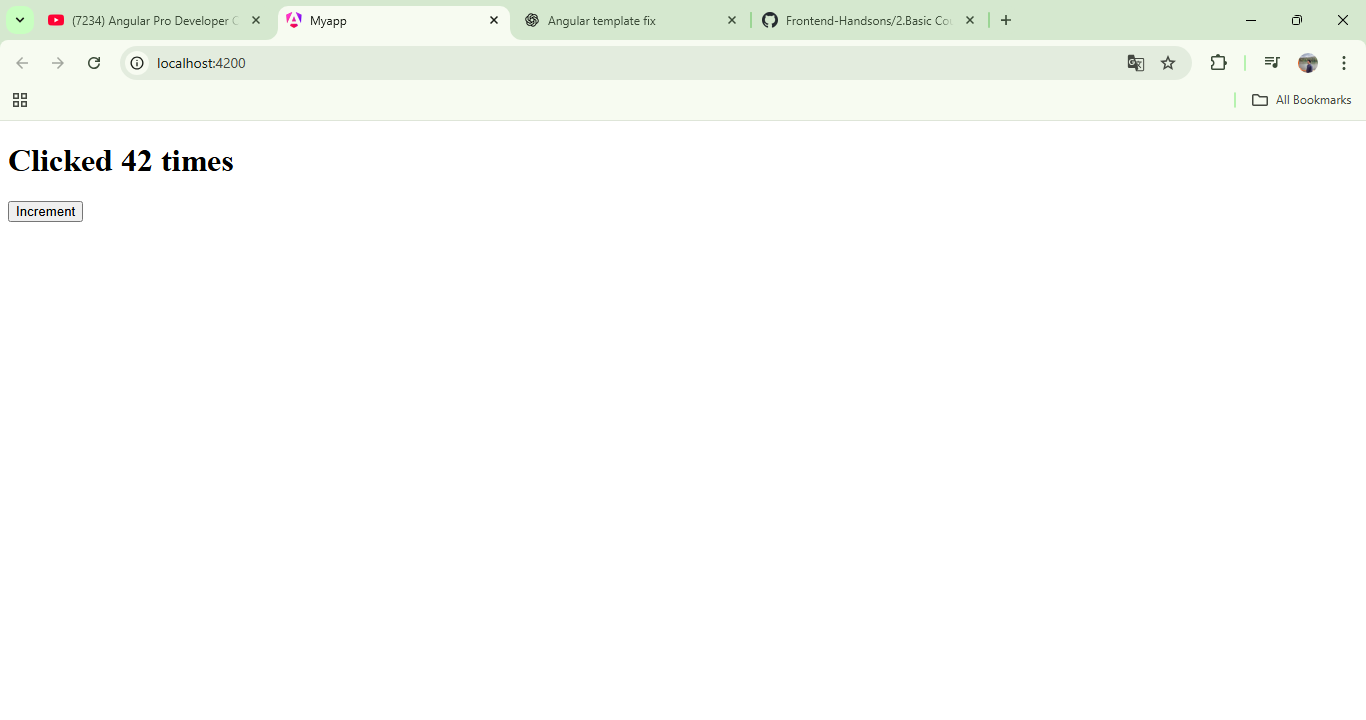 (7234) Angular Pro Developer C
Myapp
Angular template fix
Frontend-Handsons/2.Basic Cou
localhost:4200
All Bookmarks
Clicked 42 times
Increment